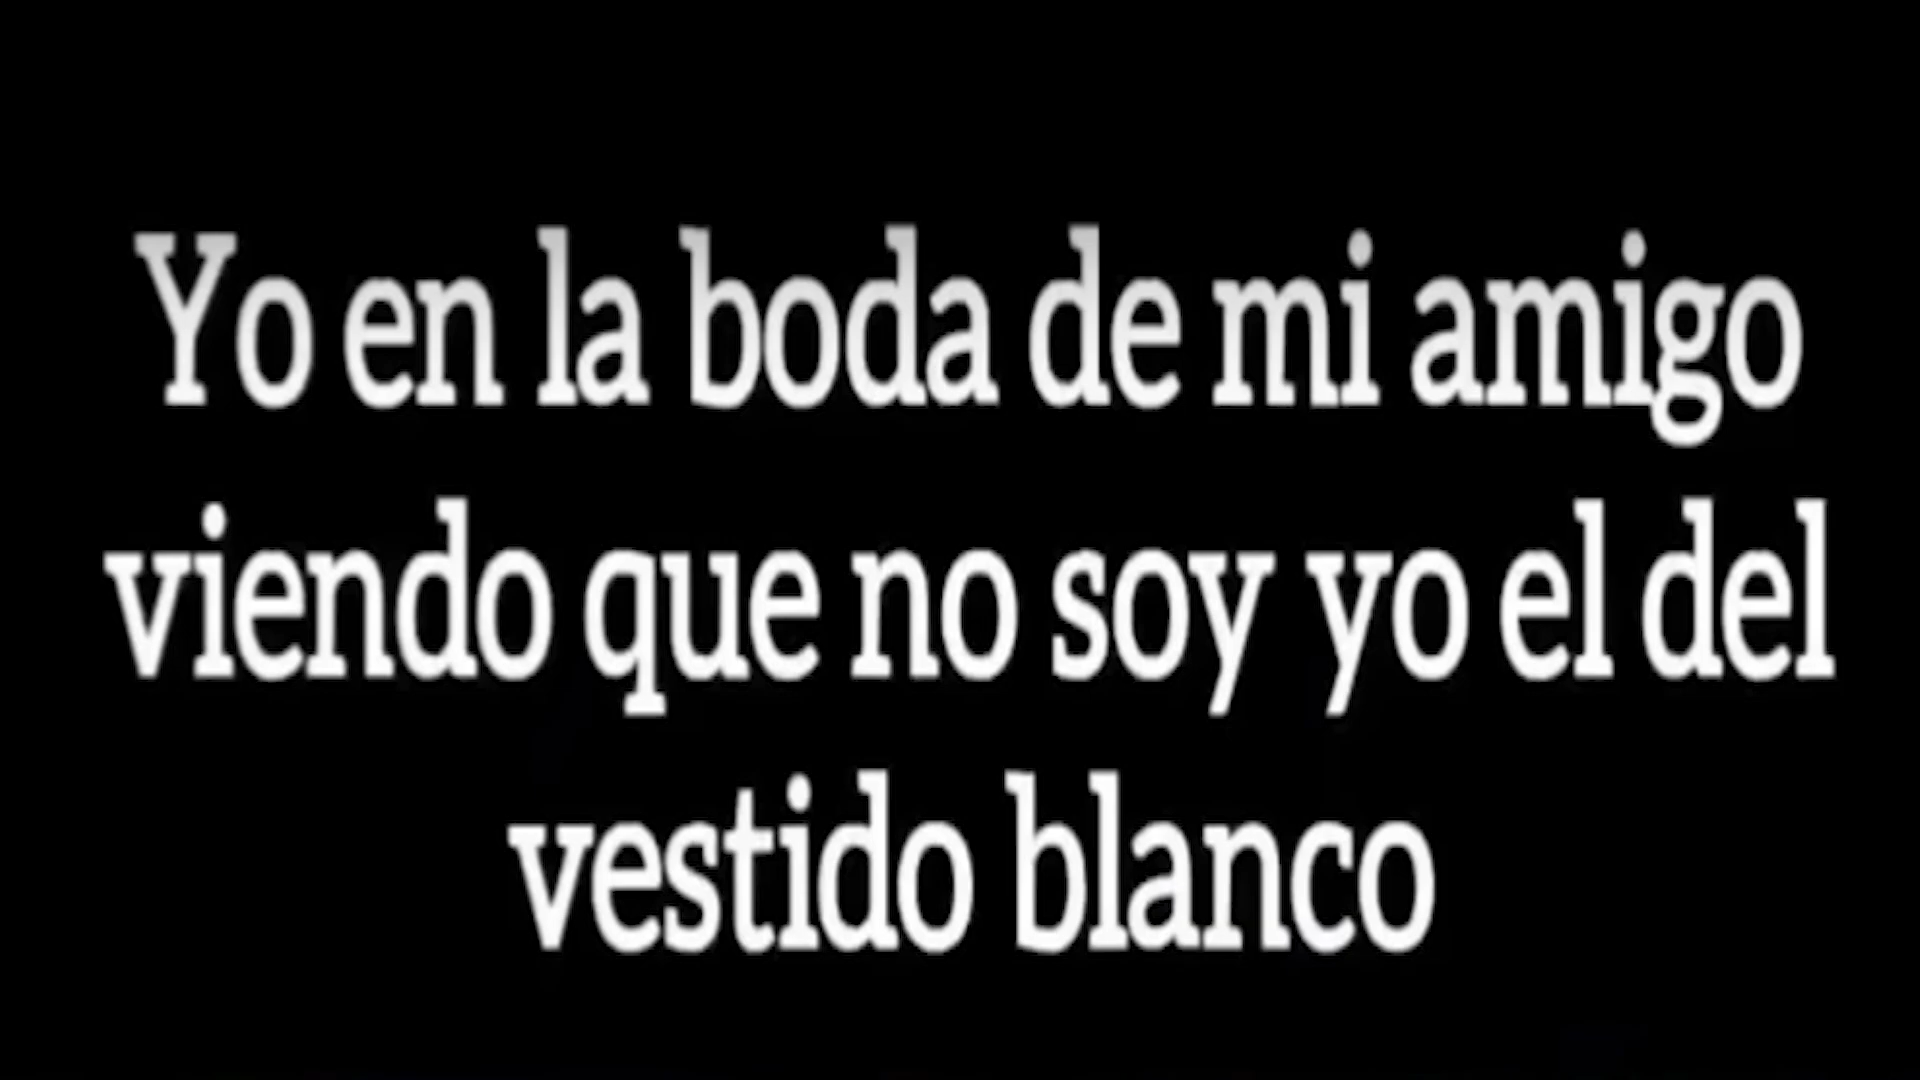 Yo en la boda de mi amigo
viendo que no soy yo el del
vestido blanco